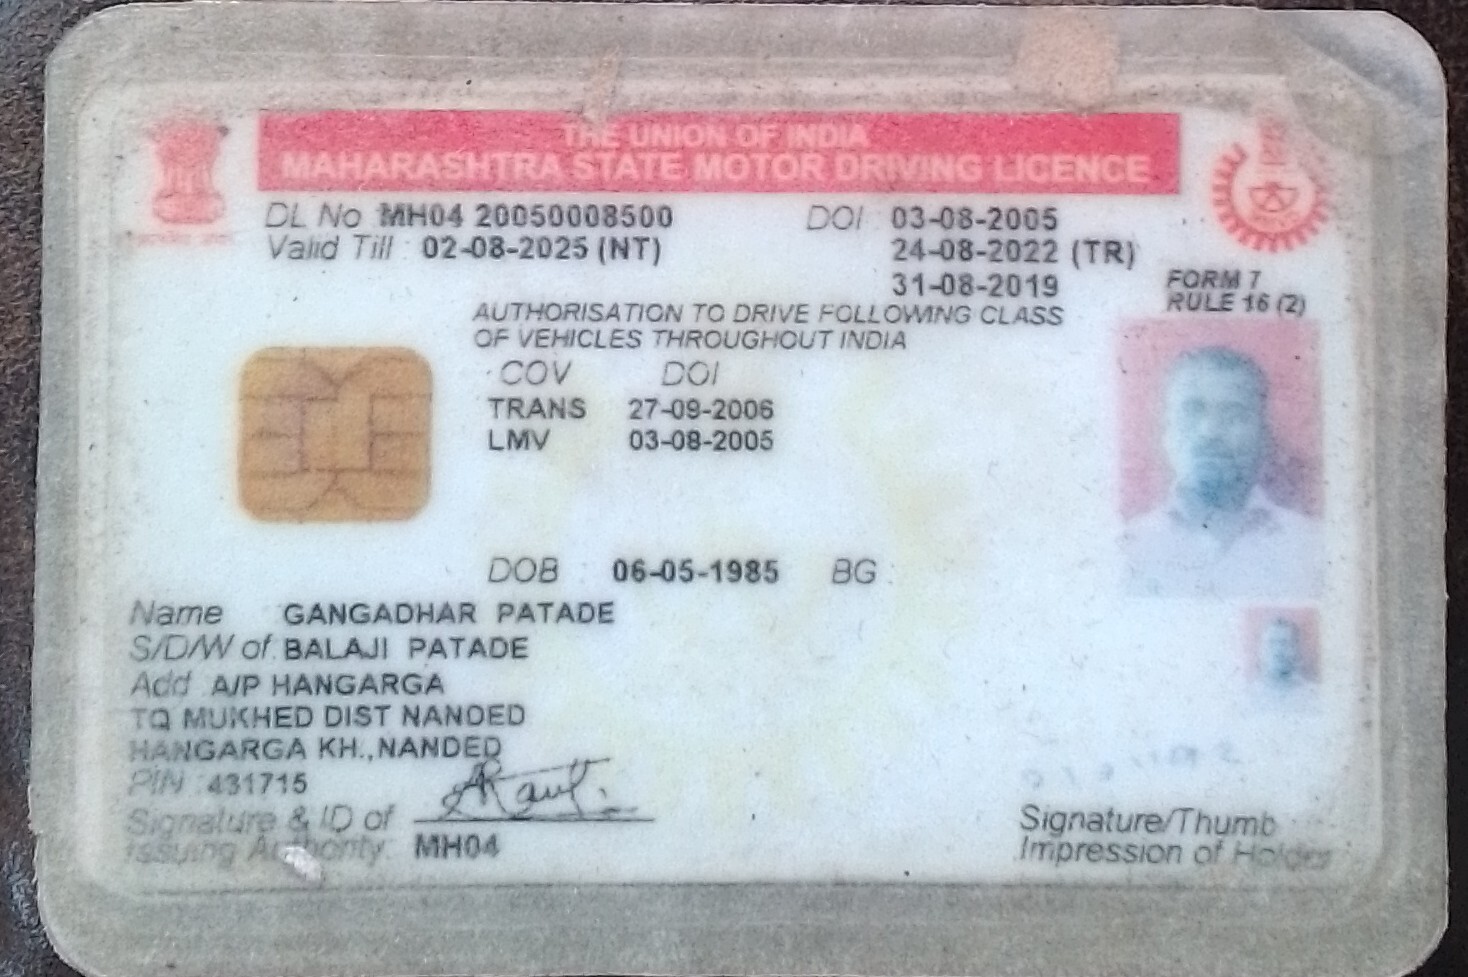 THE UNION OF INDIA
MAHARASHTRA STATE MOTOR DRIVING LICENCE
DL No MH04 20050008500 DOI : 03-08-2005
Valid Till : 02-08-2025 (NT) 24-08-2022 (TR)
31-08-2019
FORM 7
RULE 16 (2)
AUTHORISATION TO DRIVE FOLLOWING CLASS
OF VEHICLES THROUGHOUT INDIA
COV DOI
TRANS 27-09-2006
LMV 03-08-2005
DOB : 06-05-1985 BG :
Name GANGADHAR PATADE
S/D/W of : BALAJI PATADE
Add A/P HANGARGA
TQ MUKHED DIST NANDED
HANGARGA KH.,NANDED
PIN : 431715
Signature & ID of
Issuing Authority: MH04
Signature/Thumb
Impression of Holder